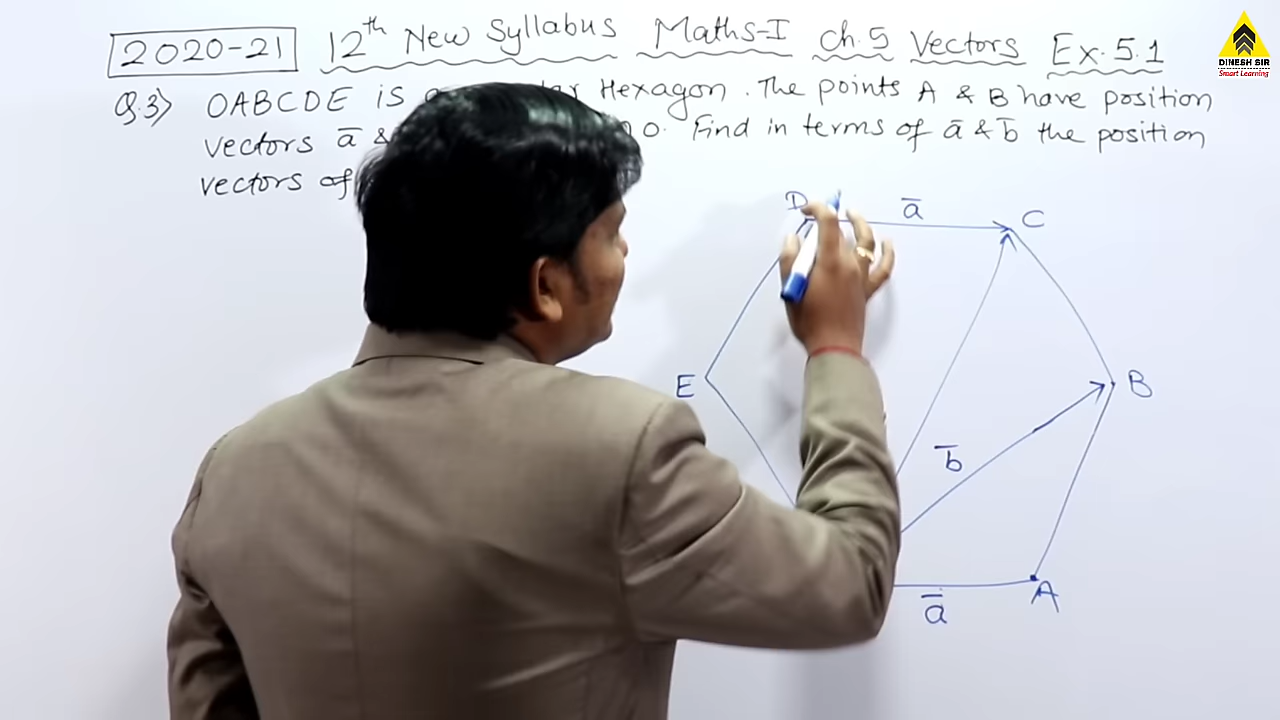 2020-21 12th New Syllabus Maths-I Ch.5 Vectors Ex. 5.1
DINESH SIR
Smart Learning
Q.3) OABCDE is a Hexagon. The points A & B have position
vectors a̅ & O. Find in terms of a̅ & b̅ the position
vectors of
D a̅ C
E B
b̅
a̅ A